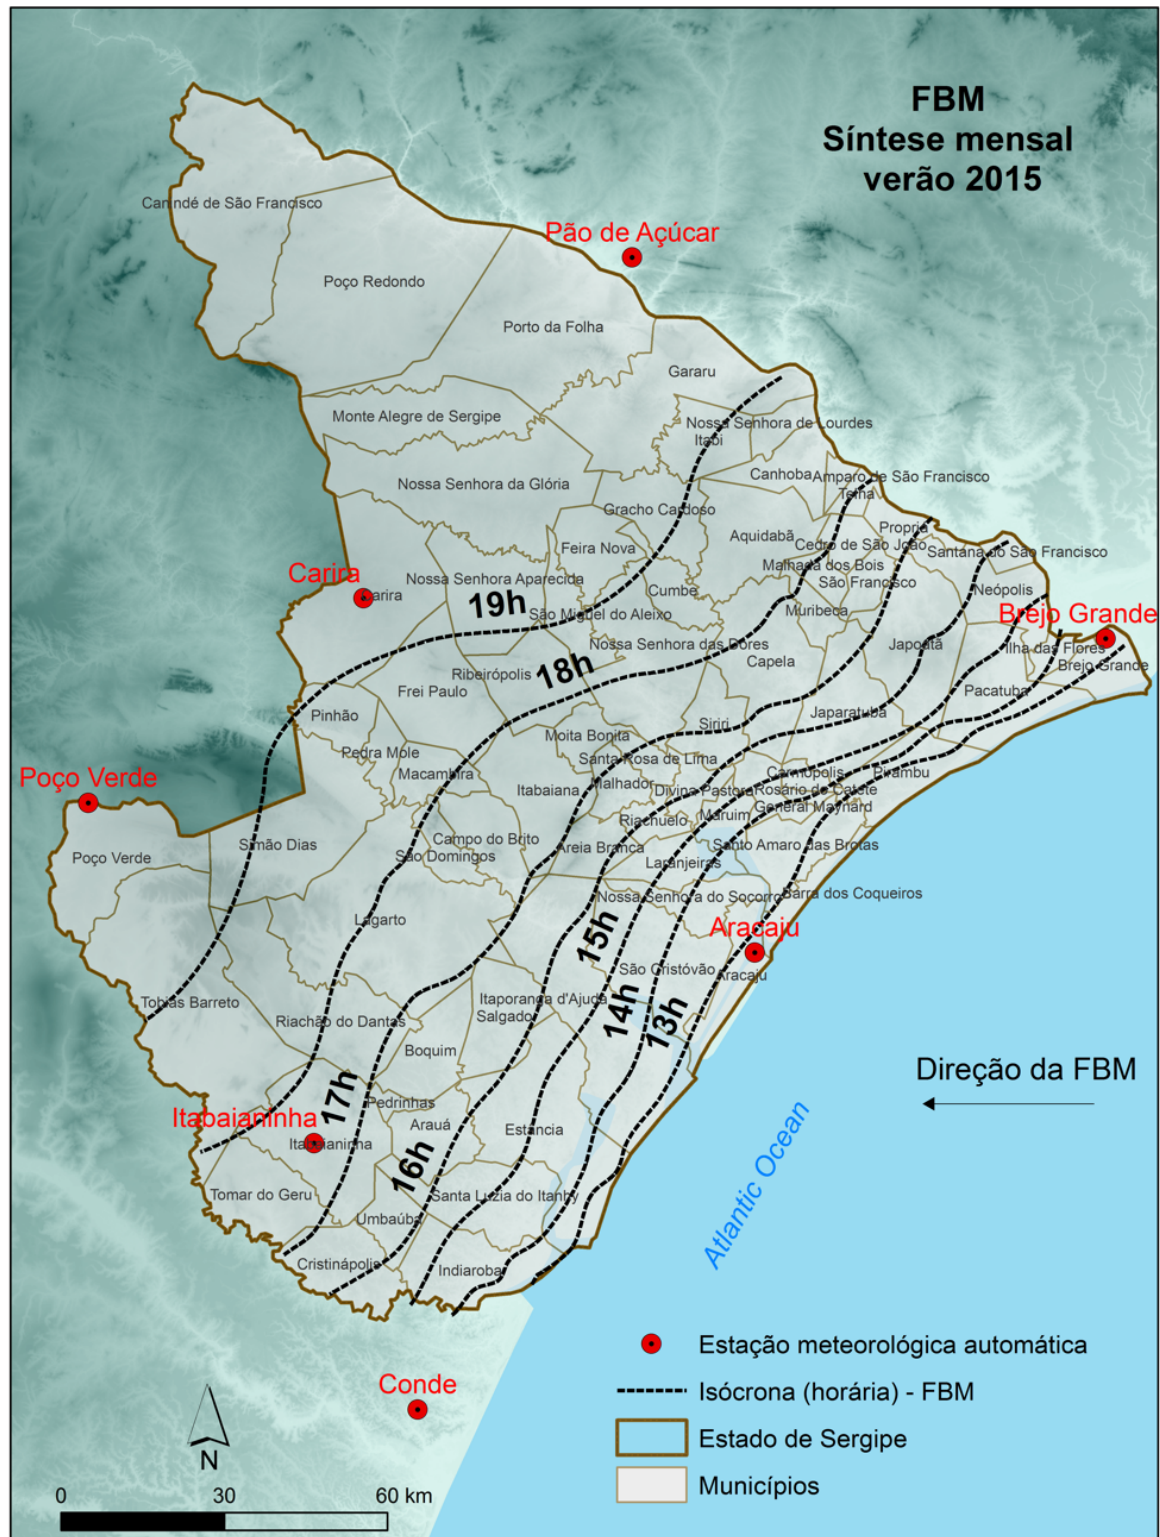 FBM
Síntese mensal
verão 2015
Canindé de São Francisco
Pão de Açúcar
Poço Redondo
Porto da Folha
Gararu
Monte Alegre de Sergipe
Nossa Senhora de Lourdes
Itabi
Nossa Senhora da Glória
Canhoba
Amparo de São Francisco
Telha
Gracho Cardoso
Aquidabã
Propria
Cedro de São João
Feira Nova
Santana do São Francisco
Malhada dos Bois
São Francisco
Carira
Carira
Nossa Senhora Aparecida
Cumbe
Neópolis
19h
São Miguel do Aleixo
Muribeca
Brejo Grande
Nossa Senhora das Dores
Japoatã
Ilha das Flores
Brejo Grande
18h
Capela
Ribeirópolis
Frei Paulo
Pacatuba
Pinhão
Siriri
Japaratuba
Moita Bonita
Pedra Mole
Santa Rosa de Lima
Macambira
Carmópolis
Pirambu
Poço Verde
Itabaiana
Malhador
Divina Pastora
Rosário do Catete
General Maynard
Riachuelo
Maruim
Poço Verde
Simão Dias
Campo do Brito
São Domingos
Areia Branca
Santo Amaro das Brotas
Laranjeiras
Nossa Senhora do Socorro
Barra dos Coqueiros
Lagarto
15h
Aracaju
São Cristóvão
Aracaju
Tobias Barreto
Itaporanga d'Ajuda
Salgado
14h
13h
Riachão do Dantas
Boquim
Direção da FBM
17h
Pedrinhas
Itabaianinha
Itabaianinha
Arauá
Estancia
16h
Atlantic Ocean
Tomar do Geru
Santa Luzia do Itanhy
Umbaúba
Cristinápolis
Indiaroba
Conde
Estação meteorológica automática
Isócrona (horária) - FBM
Estado de Sergipe
Municípios
N
0 30 60 km